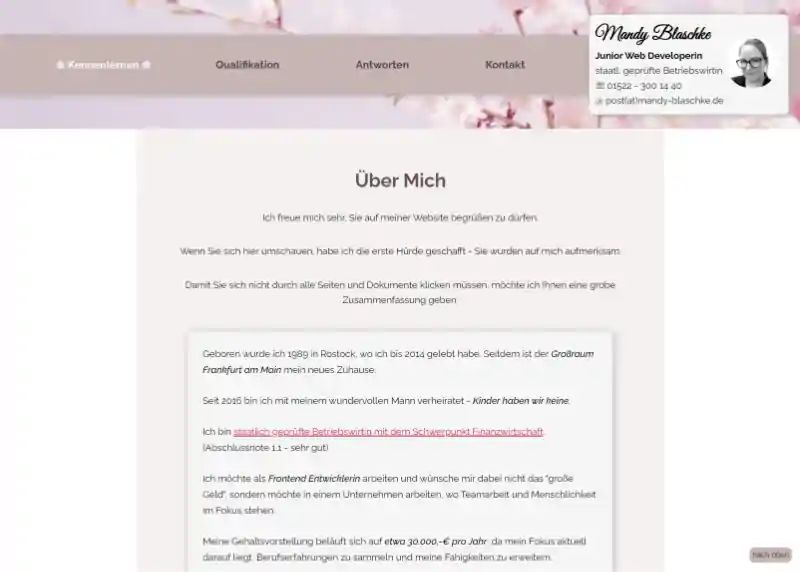 Kennenlernen
Qualifikation
Antworten
Kontakt
Mandy Blaschke
Junior Web Developerin
staatl. geprüfte Betriebswirtin
☏ 01522 - 300 14 40
@ post(at)mandy-blaschke.de
Über Mich
Ich freue mich sehr, Sie auf meiner Website begrüßen zu dürfen.
Wenn Sie sich hier umschauen, habe ich die erste Hürde geschafft - Sie wurden auf mich aufmerksam.
Damit Sie sich nicht durch alle Seiten und Dokumente klicken müssen, möchte ich Ihnen eine grobe
Zusammenfassung geben:
Geboren wurde ich 1989 in Rostock, wo ich bis 2014 gelebt habe. Seitdem ist der Großraum
Frankfurt am Main mein neues Zuhause.
Seit 2016 bin ich mit meinem wundervollen Mann verheiratet - Kinder haben wir keine.
Ich bin staatlich geprüfte Betriebswirtin mit dem Schwerpunkt Finanzwirtschaft.
(Abschlussnote 1,1 - sehr gut)
Ich möchte als Frontend Entwicklerin arbeiten und wünsche mir dabei nicht das "große
Geld", sondern möchte in einem Unternehmen arbeiten, wo Teamarbeit und Menschlichkeit
im Fokus stehen.
Meine Gehaltsvorstellung beläuft sich auf etwa 30.000,-€ pro Jahr, da mein Fokus aktuell
darauf liegt, Berufserfahrungen zu sammeln und meine Fähigkeiten zu erweitern.
nach oben